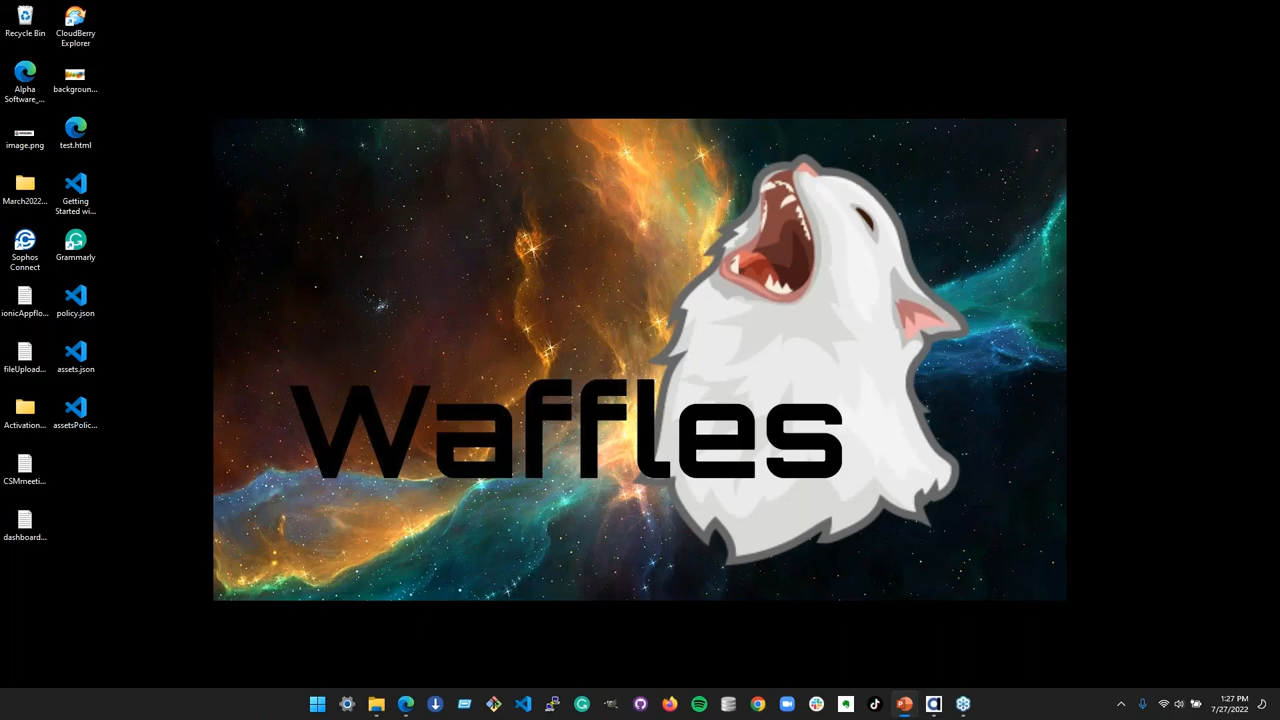 Recycle Bin
CloudBerry
Explorer
Alpha
Software_...
backgroun...
image.png
test.html
March2022...
Getting
Started wi...
Sophos
Connect
Grammarly
ionicAppflo...
policy.json
fileUpload...
assets.json
Activation...
assetsPolic...
CSMmeeti...
dashboard...
Waffles
1:27 PM
7/27/2022